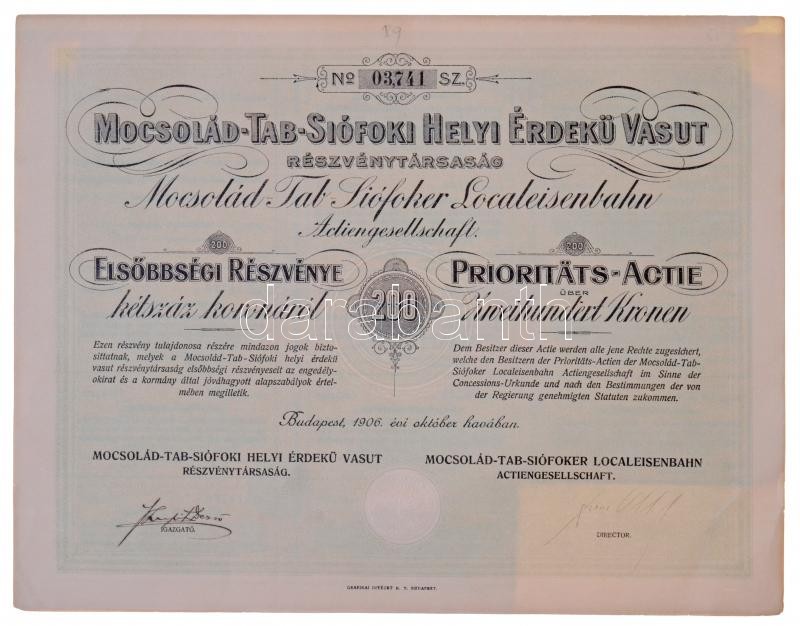 19
Nº 03,741 SZ.
MOCSOLÁD-TAB-SIÓFOKI HELYI ÉRDEKÜ VASUT
RÉSZVÉNYTÁRSASÁG
Mocsolád-Tab Siófoker Localeisenbahn
Actiengesellschaft.
200
200
ELSŐBBSÉGI RÉSZVÉNYE
kétszáz koronáról
200
PRIORITÄTS-ACTIE
ÜBER
Zweihundert Kronen
darabanth.com
Ezen részvény tulajdonosa részére mindazon jogok bizto-
sittatnak, melyek a Mocsolád-Tab-Siófoki helyi érdekü
vasut részvénytársaság elsőbbségi részvényeseit az engedély-
okirat és a kormány által jóváhagyott alapszabályok értel-
mében megilletik.
Dem Besitzer dieser Actie werden alle jene Rechte zugesichert,
welche den Besitzern der Prioritäts-Actien der Mocsolád-Tab-
Siófoker Localeisenbahn Actiengesellschaft im Sinne der
Concessions-Urkunde und nach den Bestimmungen der von
der Regierung genehmigten Statuten zukommen.
Budapest, 1906. évi október havában.
MOCSOLÁD-TAB-SIÓFOKI HELYI ÉRDEKÜ VASUT
RÉSZVÉNYTÁRSASÁG.
IGAZGATÓ.
MOCSOLÁD-TAB-SIÓFOKER LOCALEISENBAHN
ACTIENGESELLSCHAFT.
DIRECTOR.
GRAFIKAI INTÉZET R. T. BUDAPEST.